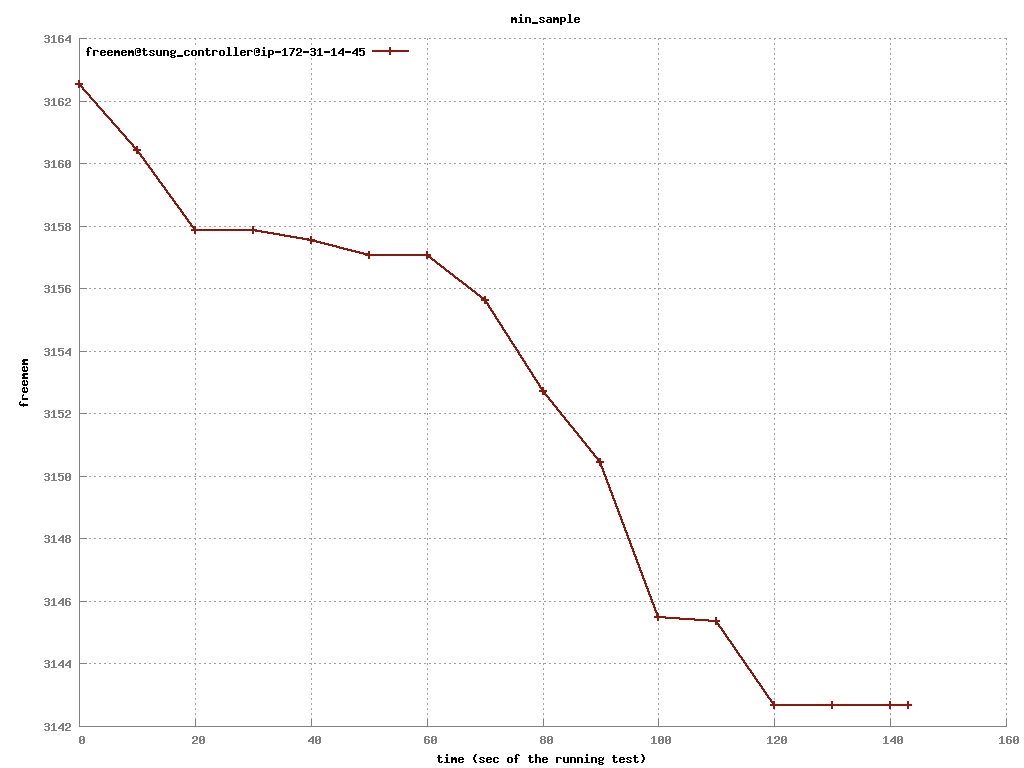 min_sample
freemem@tsung_controller@ip-172-31-14-45
3164
3162
3160
3158
3156
3154
3152
3150
3148
3146
3144
3142
freemem
0 20 40 60 80 100 120 140 160
time (sec of the running test)